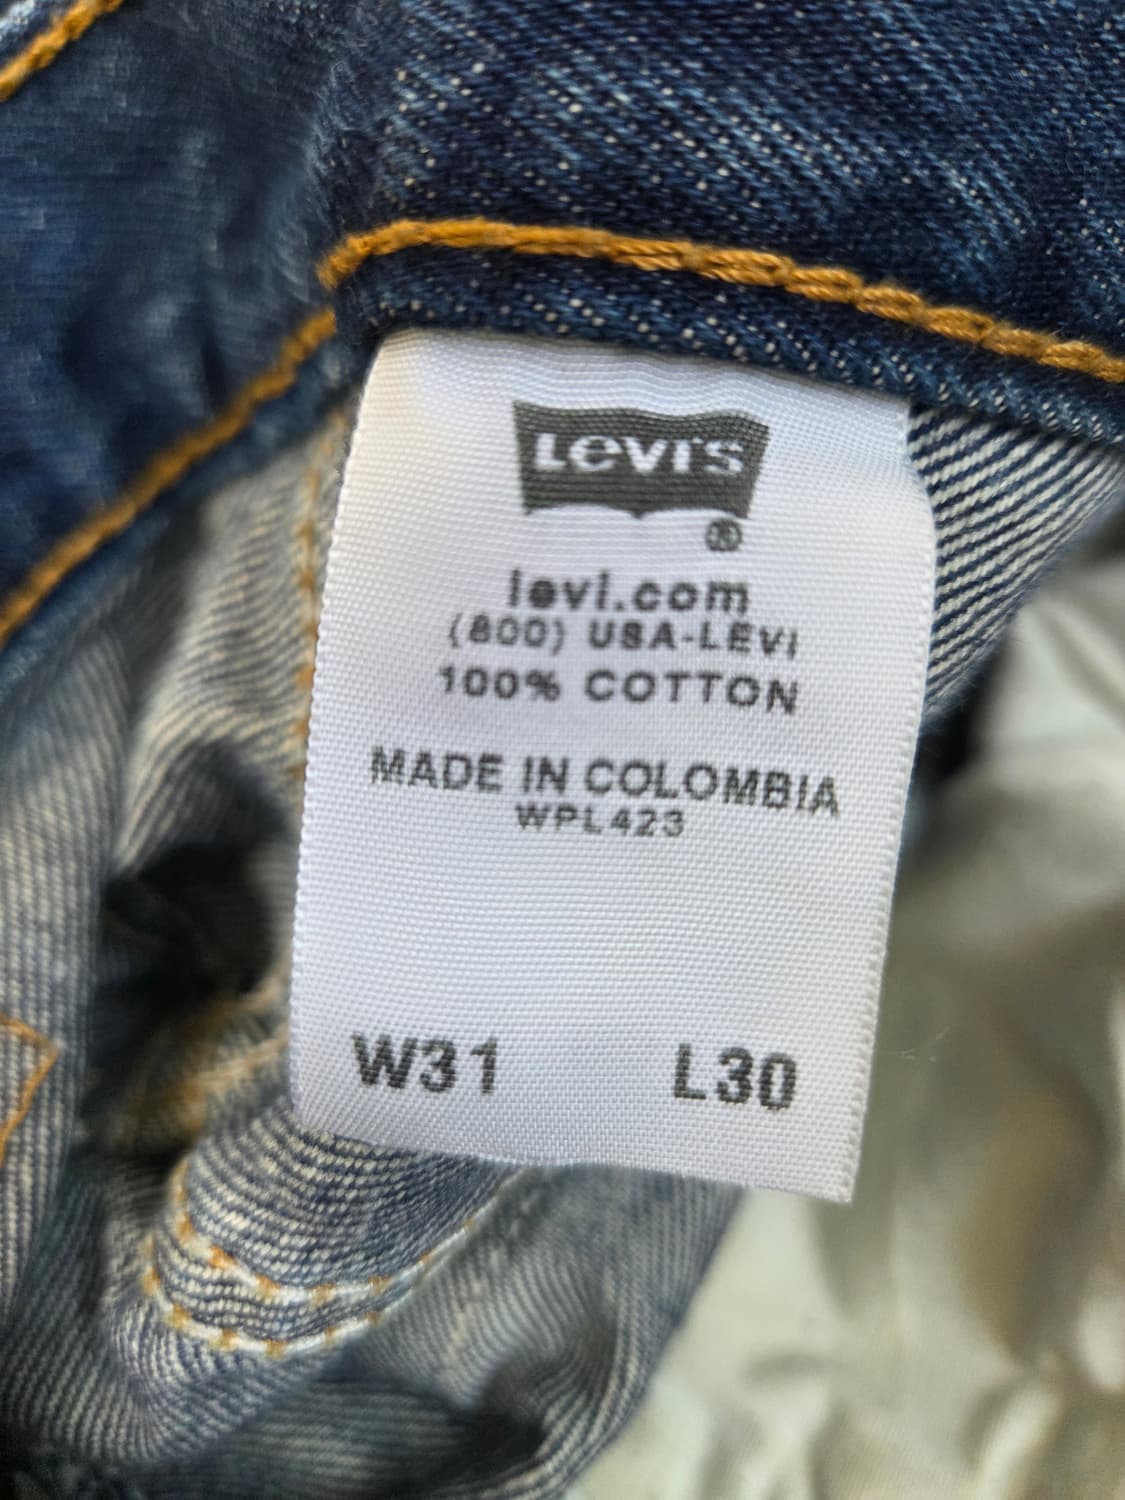 Levi's
®
levi.com
(800) USA-LEVI
100% COTTON
MADE IN COLOMBIA
WPL423
W31 L30